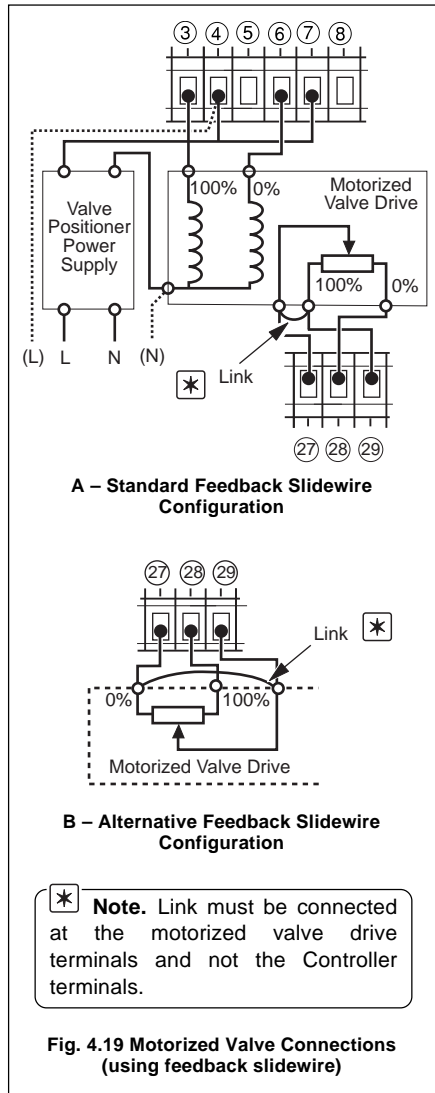 3 4 5 6 7 8
100% 0% Motorized
Valve Drive
Valve
Positioner
Power
Supply
100% 0%
(L) L N (N)
* Link
27 28 29
A – Standard Feedback Slidewire
Configuration
27 28 29
Link *
0% 100%
Motorized Valve Drive
B – Alternative Feedback Slidewire
Configuration
* Note. Link must be connected
at the motorized valve drive
terminals and not the Controller
terminals.
Fig. 4.19 Motorized Valve Connections
(using feedback slidewire)